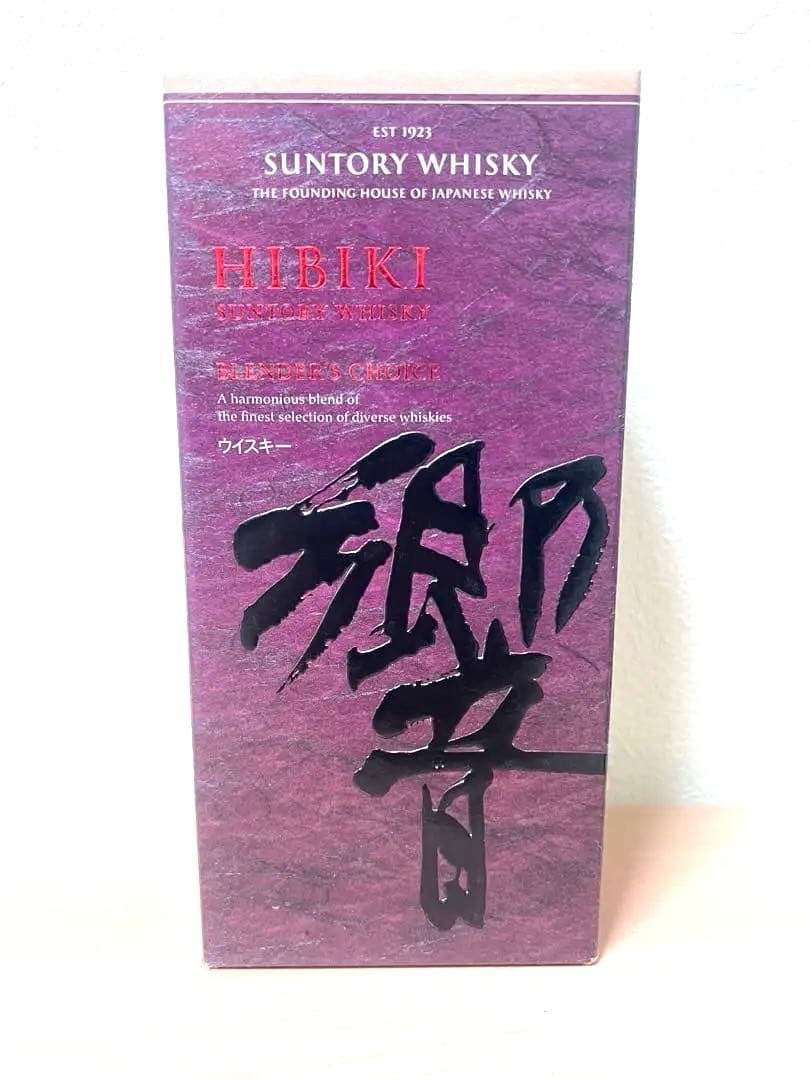 EST 1923
SUNTORY WHISKY
THE FOUNDING HOUSE OF JAPANESE WHISKY
HIBIKI
SUNTORY WHISKY
BLENDER'S CHOICE
A harmonious blend of
the finest selection of diverse whiskies
ウイスキー
響